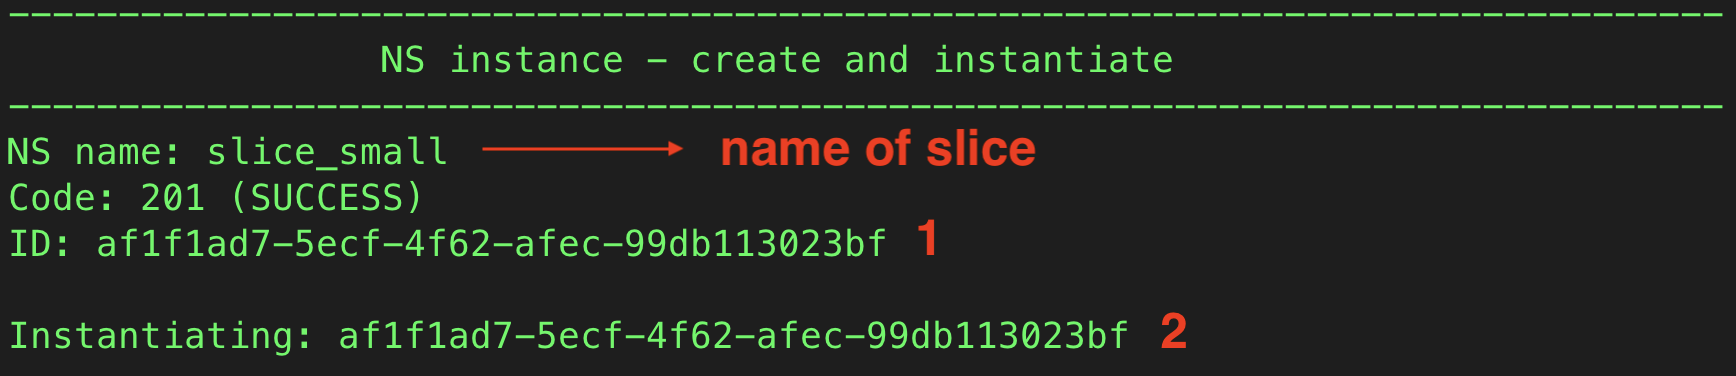 NS instance - create and instantiate
NS name: slice_small name of slice
Code: 201 (SUCCESS)
ID: af1f1ad7-5ecf-4f62-afec-99db113023bf 1
Instantiating: af1f1ad7-5ecf-4f62-afec-99db113023bf 2